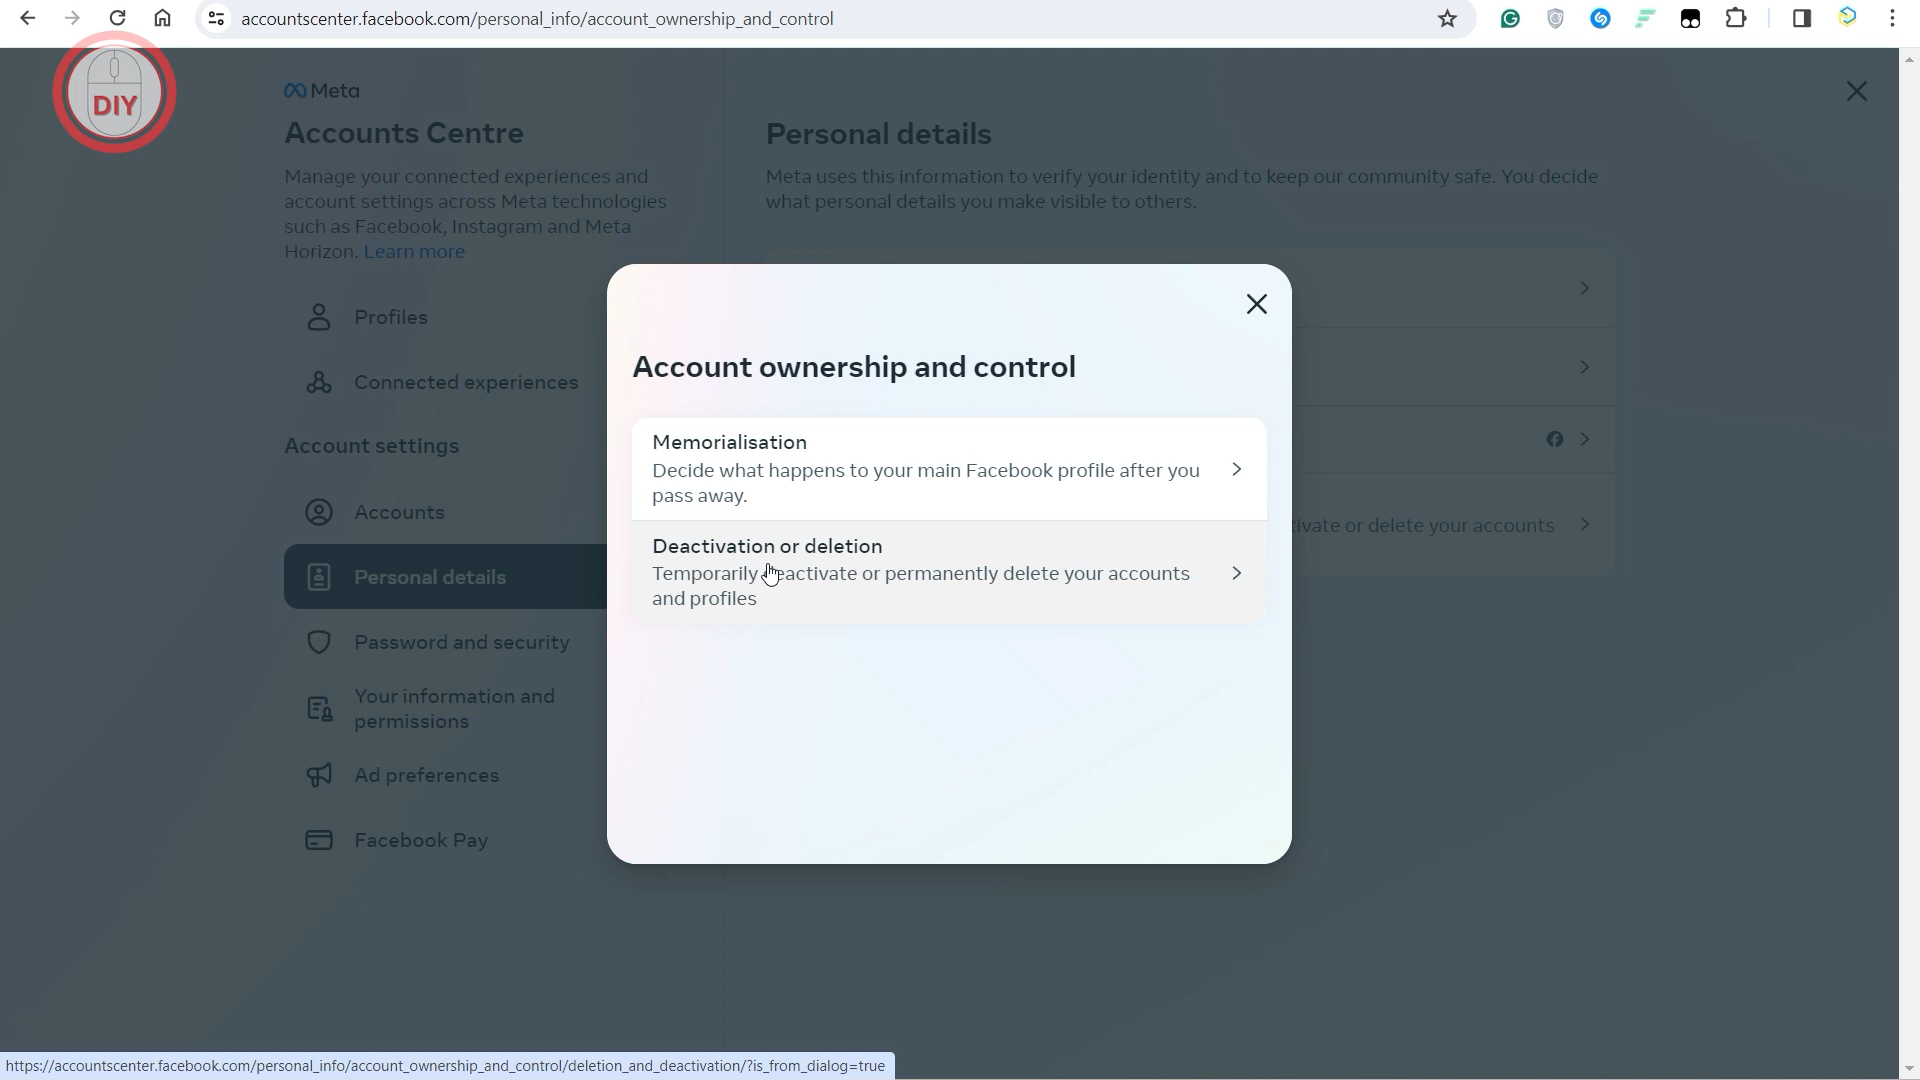 accountscenter.facebook.com/personal_info/account_ownership_and_control
DIY
Meta
Accounts Centre
Manage your connected experiences and
account settings across Meta technologies
such as Facebook, Instagram and Meta
Horizon. Learn more
Profiles
Connected experiences
Account settings
Accounts
Personal details
Password and security
Your information and
permissions
Ad preferences
Facebook Pay
Personal details
Meta uses this information to verify your identity and to keep our community safe. You decide
what personal details you make visible to others.
or delete your accounts
Account ownership and control
Memorialisation
Decide what happens to your main Facebook profile after you
pass away.
Deactivation or deletion
Temporarily deactivate or permanently delete your accounts
and profiles
https://accountscenter.facebook.com/personal_info/account_ownership_and_control/deletion_and_deactivation/?is_from_dialog=true